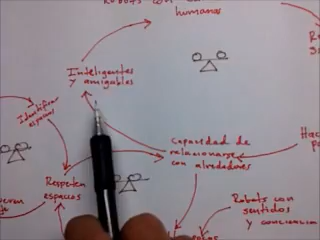 Robots con
humanos
Inteligentes
y amigables
Identificar
espacios
Capacidad de
relacionarse
con alrededores
Respeten
espacios
Robots con
sentidos
y conciencia